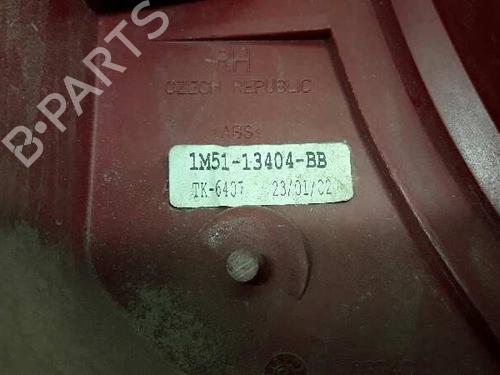 B-PARTS
RH
CZECH REPUBLIC
>ABS<
1M51-13404-BB
TK-6407 23/01/02